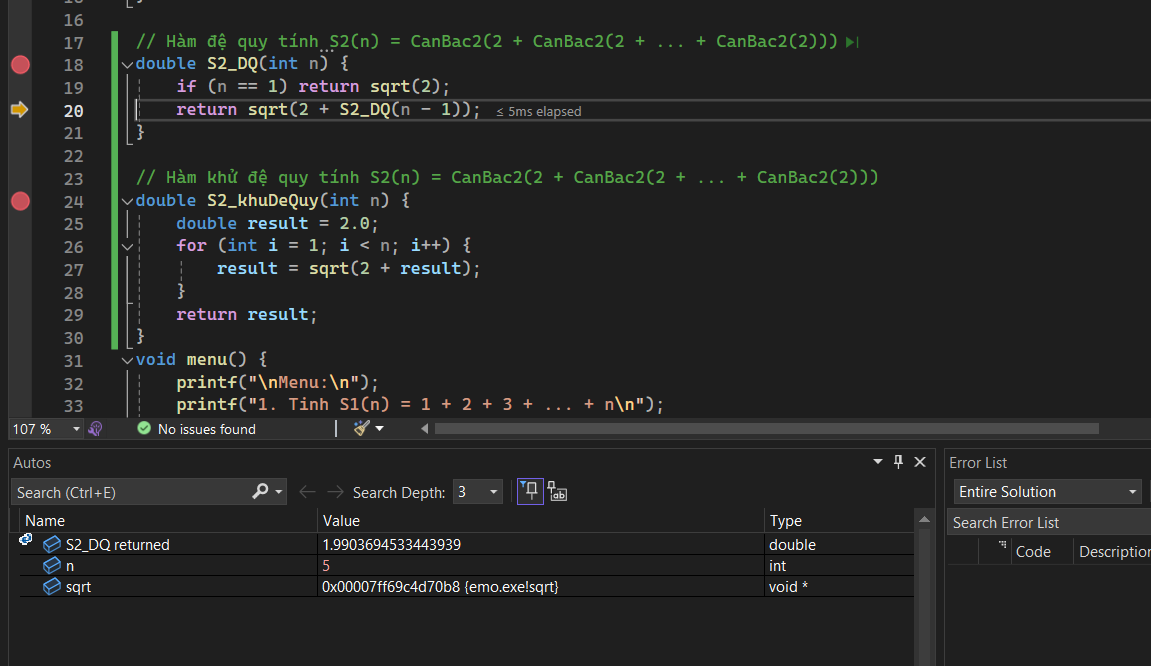 16
17 // Hàm đệ quy tính S2(n) = CanBac2(2 + CanBac2(2 + ... + CanBac2(2)))
18 double S2_DQ(int n) {
19 if (n == 1) return sqrt(2);
20 return sqrt(2 + S2_DQ(n - 1)); ≤ 5ms elapsed
21 }
22
23 // Hàm khử đệ quy tính S2(n) = CanBac2(2 + CanBac2(2 + ... + CanBac2(2)))
24 double S2_khuDeQuy(int n) {
25 double result = 2.0;
26 for (int i = 1; i < n; i++) {
27 result = sqrt(2 + result);
28 }
29 return result;
30 }
31 void menu() {
32 printf("\nMenu:\n");
33 printf("1. Tinh S1(n) = 1 + 2 + 3 + ... + n\n");
107 % No issues found
Autos
Search (Ctrl+E) Search Depth: 3
Name Value Type
S2_DQ returned 1.9903694533443939 double
n 5 int
sqrt 0x00007ff69c4d70b8 {emo.exe!sqrt} void *
Error List
Entire Solution
Search Error List
Code Description